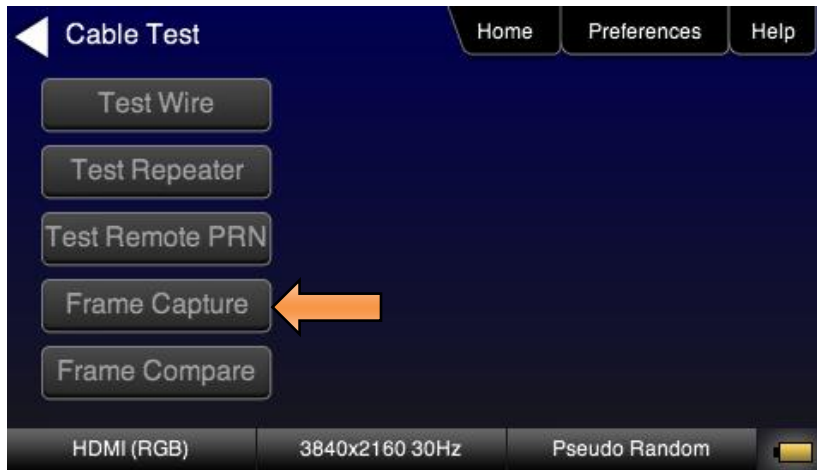 Cable Test
Home
Preferences
Help
Test Wire
Test Repeater
Test Remote PRN
Frame Capture
Frame Compare
HDMI (RGB)
3840x2160 30Hz
Pseudo Random